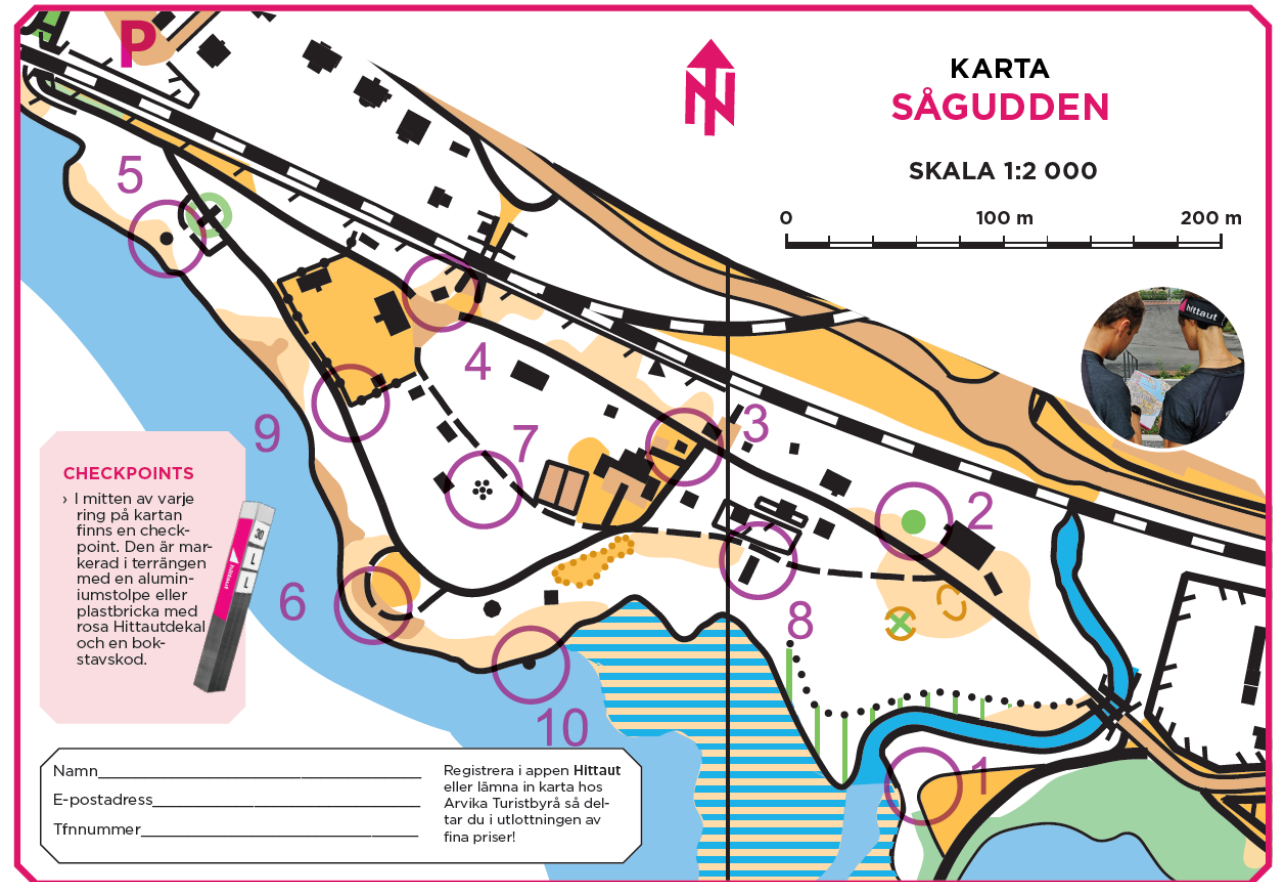 P
N
KARTA
SÅGUDDEN
SKALA 1:2 000
0 100 m 200 m
hittaut
5
4
9
7
3
2
6
8
10
1
CHECKPOINTS
› I mitten av varje
ring på kartan
finns en check-
point. Den är mar-
kerad i terrängen
med en alumin-
iumstolpe eller
plastbricka med
rosa Hittautdekal
och en bok-
stavskod.
30
L
L
hittaut
Namn
E-postadress
Tfnnummer
Registrera i appen Hittaut
eller lämna in karta hos
Arvika Turistbyrå så del-
tar du i utlottningen av
fina priser!